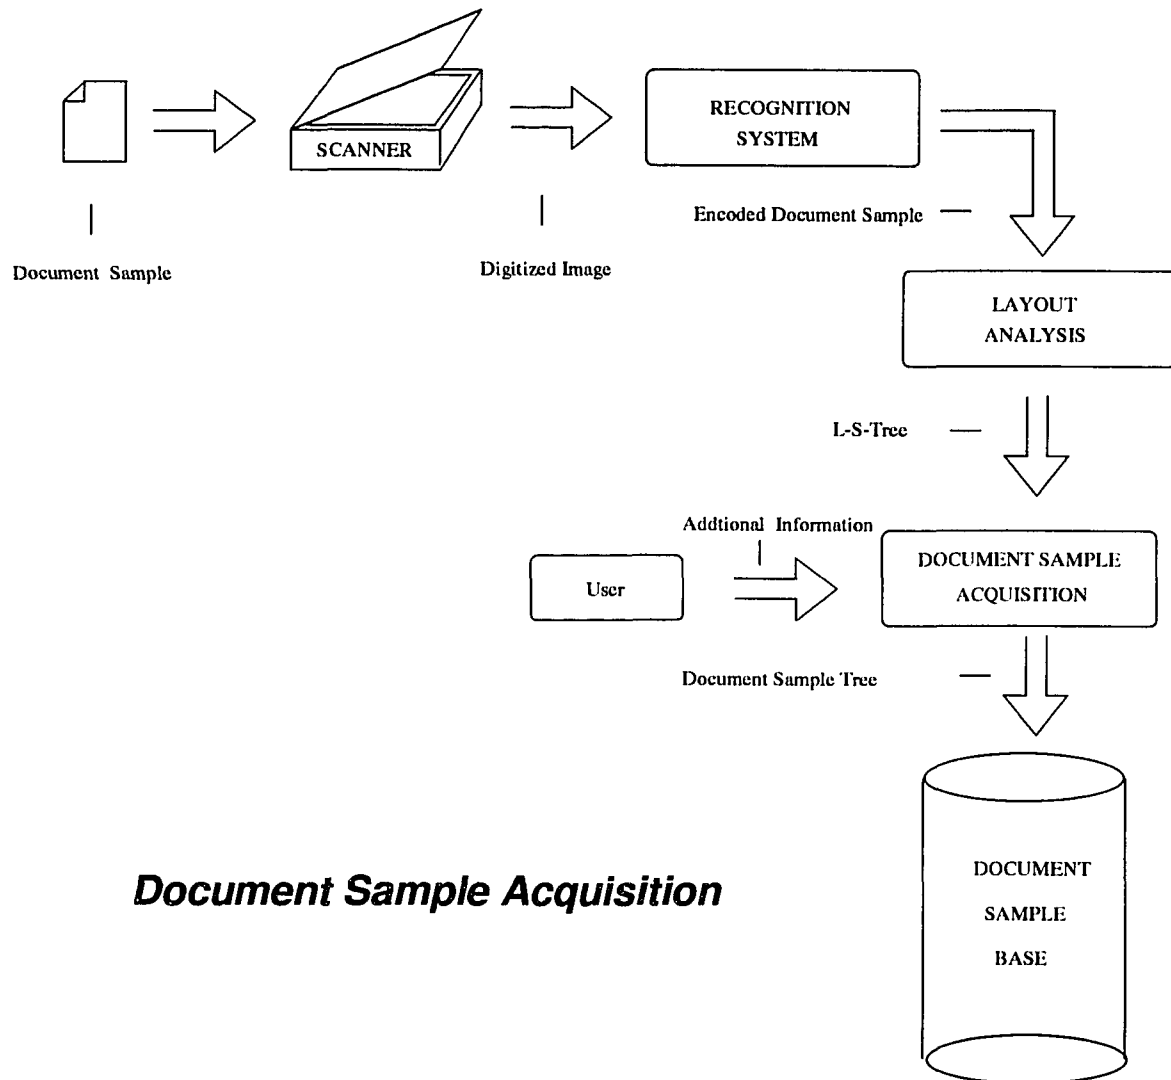 RECOGNITION
SYSTEM
SCANNER
Encoded Document Sample
Document Sample
Digitized Image
LAYOUT
ANALYSIS
L-S-Tree
Addtional Information
User
DOCUMENT SAMPLE
ACQUISITION
Document Sample Tree
DOCUMENT
SAMPLE
BASE
Document Sample Acquisition